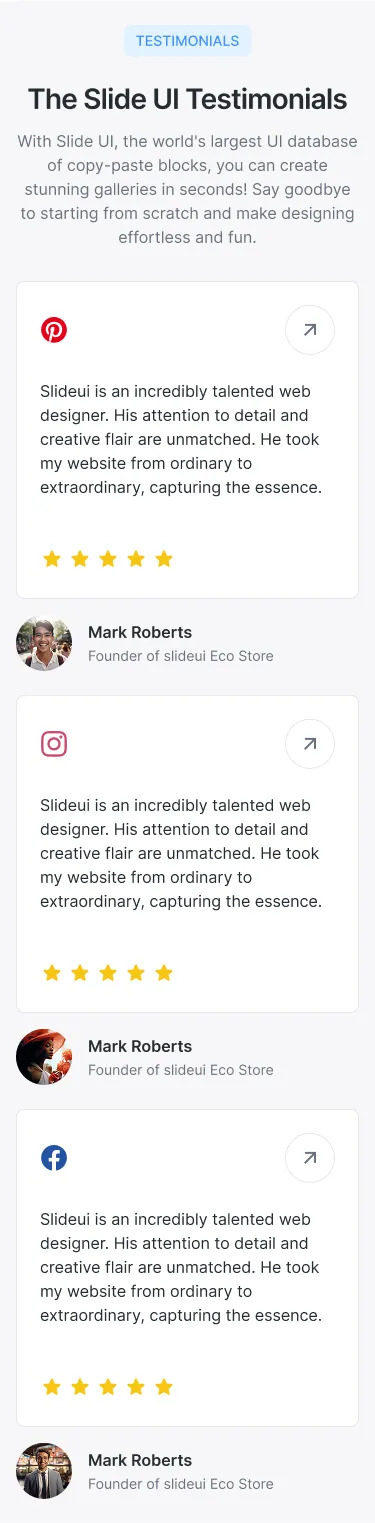 TESTIMONIALS
The Slide UI Testimonials
With Slide UI, the world's largest UI database
of copy-paste blocks, you can create
stunning galleries in seconds! Say goodbye
to starting from scratch and make designing
effortless and fun.
Slideui is an incredibly talented web
designer. His attention to detail and
creative flair are unmatched. He took
my website from ordinary to
extraordinary, capturing the essence.
Mark Roberts
Founder of slideui Eco Store
Slideui is an incredibly talented web
designer. His attention to detail and
creative flair are unmatched. He took
my website from ordinary to
extraordinary, capturing the essence.
Mark Roberts
Founder of slideui Eco Store
Slideui is an incredibly talented web
designer. His attention to detail and
creative flair are unmatched. He took
my website from ordinary to
extraordinary, capturing the essence.
Mark Roberts
Founder of slideui Eco Store